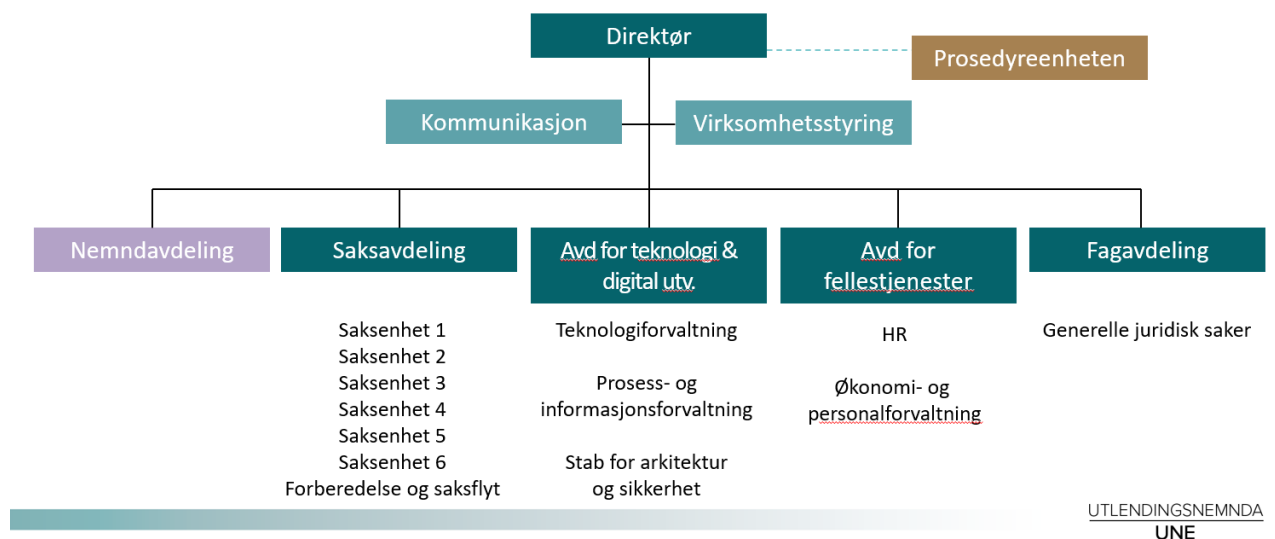 Direktør
Prosedyreenheten
Kommunikasjon
Virksomhetsstyring
Nemndavdeling
Saksavdeling
Avd for teknologi &
digital utv.
Avd for
fellestjenester
Fagavdeling
Saksenhet 1
Saksenhet 2
Saksenhet 3
Saksenhet 4
Saksenhet 5
Saksenhet 6
Forberedelse og saksflyt
Teknologiforvaltning
Prosess- og
informasjonsforvaltning
Stab for arkitektur
og sikkerhet
HR
Økonomi- og
personalforvaltning
Generelle juridisk saker
UTLENDINGSNEMNDA
UNE